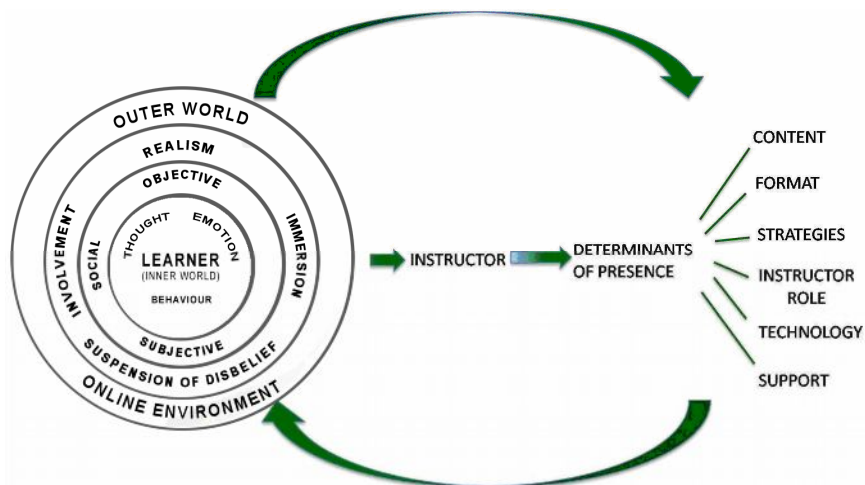 OUTER WORLD
REALISM
OBJECTIVE
INVOLVEMENT
SOCIAL
THOUGHT
EMOTION
IMMERSION
LEARNER
(INNER WORLD)
BEHAVIOUR
SUBJECTIVE
SUSPENSION OF DISBELIEF
ONLINE ENVIRONMENT
INSTRUCTOR
DETERMINANTS
OF PRESENCE
CONTENT
FORMAT
STRATEGIES
INSTRUCTOR
ROLE
TECHNOLOGY
SUPPORT